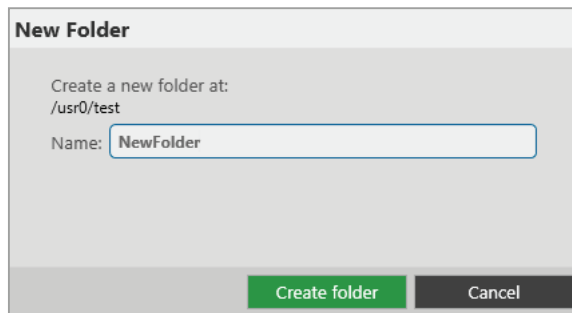 New Folder
Create a new folder at:
/usr0/test
Name: NewFolder
Create folder Cancel